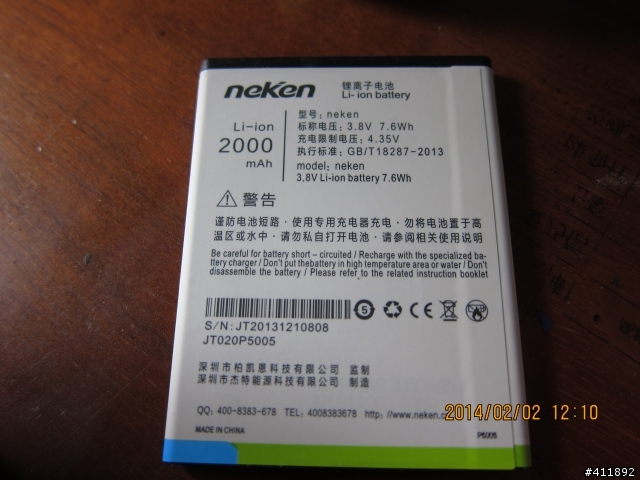 neken
锂离子电池
Li-ion battery
Li-ion
2000
mAh
型号：neken
标称电压：3.8V 7.6Wh
充电限制电压：4.35V
执行标准：GB/T18287-2013
model: neken
3.8V Li-ion battery 7.6Wh
警告
谨防电池短路・使用专用充电器充电・勿将电池置于高
温区或水中・请勿私自打开电池・请参阅相关使用说明
Be careful for battery short – circuited / Recharge with the specialized ba-
ttery charger / Don't put thebattery in high temperature area or water / Don't
disassemble the battery / Please refer to the related instruction booklet
5
CE
S/N: JT20131210808
JT020P5005
深圳市柏凯恩科技有限公司 监制
深圳市杰特能源科技有限公司 制造
QQ: 400-8383-678 TEL: 4008383678 http://www.neken.
MADE IN CHINA
P5005
2014/02/02 12:10
#411892